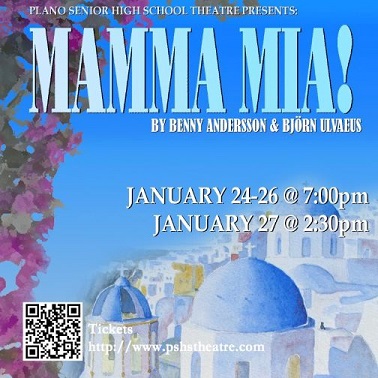 PLANO SENIOR HIGH SCHOOL THEATRE PRESENTS:
MAMMA MIA!
BY BENNY ANDERSSON & BJÖRN ULVAEUS
JANUARY 24-26 @ 7:00pm
JANUARY 27 @ 2:30pm
Tickets
http://www.pshstheatre.com/